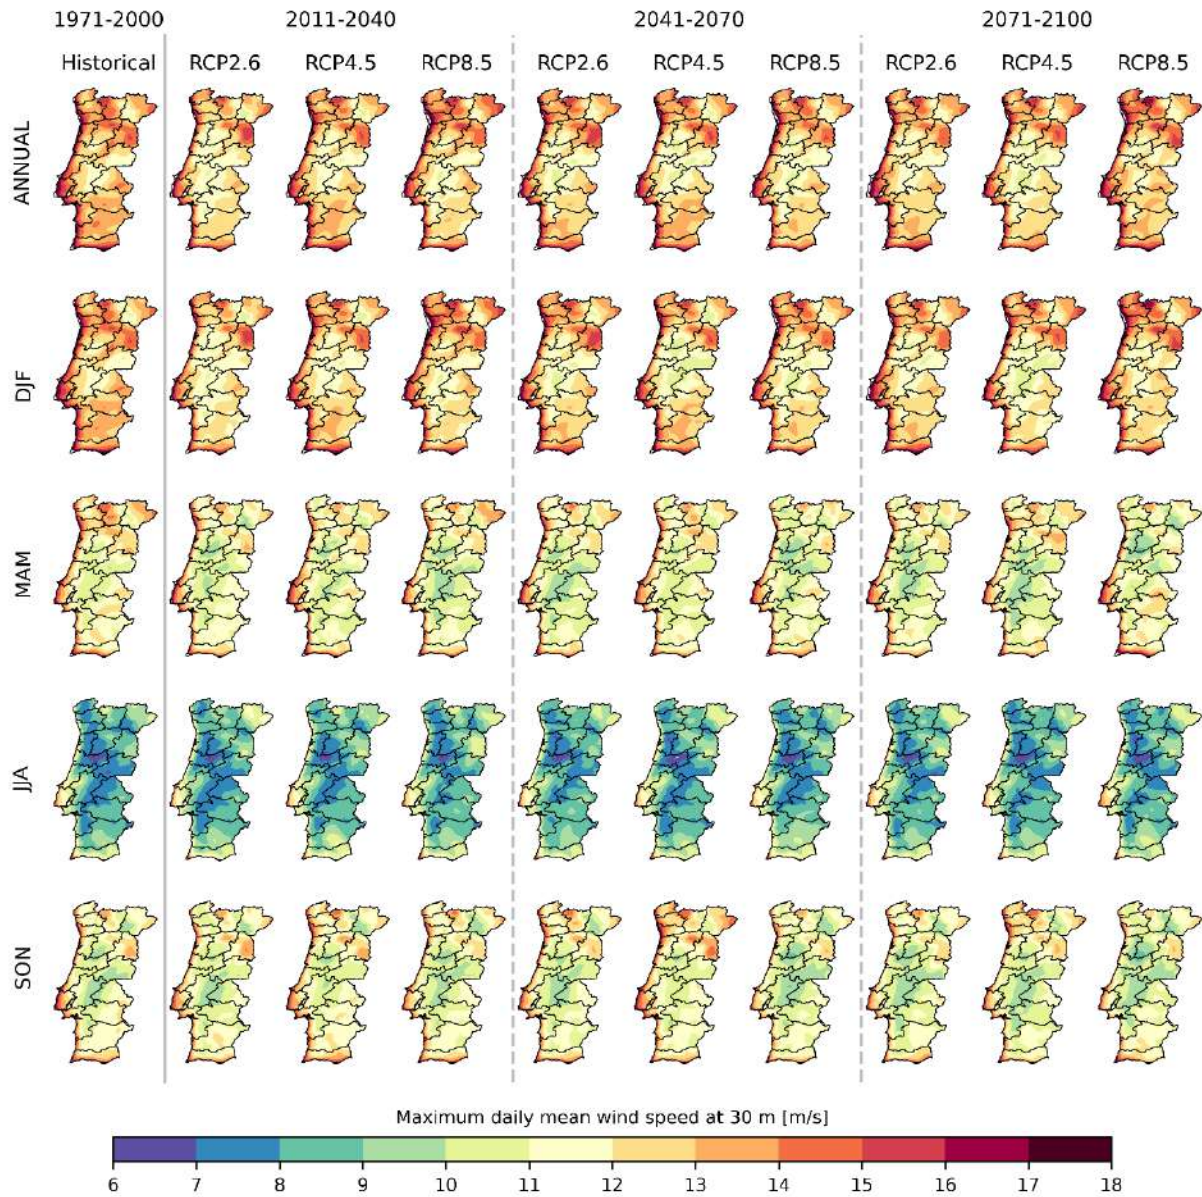 1971-2000 2011-2040 2041-2070 2071-2100
Historical RCP2.6 RCP4.5 RCP8.5 RCP2.6 RCP4.5 RCP8.5 RCP2.6 RCP4.5 RCP8.5
ANNUAL
DJF
MAM
JJA
SON
Maximum daily mean wind speed at 30 m [m/s]
6 7 8 9 10 11 12 13 14 15 16 17 18